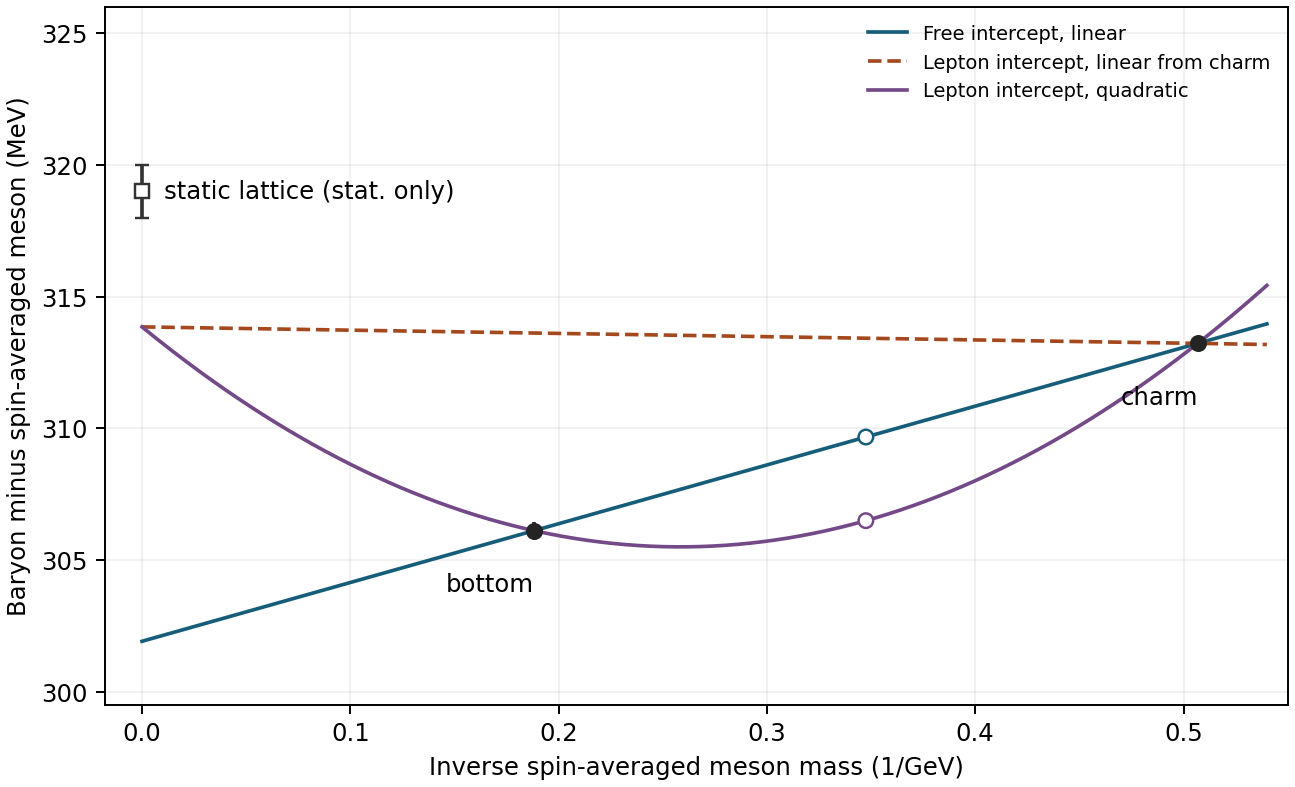 Baryon minus spin-averaged meson (MeV)
325
320
315
310
305
300
Free intercept, linear
Lepton intercept, linear from charm
Lepton intercept, quadratic
static lattice (stat. only)
charm
bottom
0.0
0.1
0.2
0.3
0.4
0.5
Inverse spin-averaged meson mass (1/GeV)